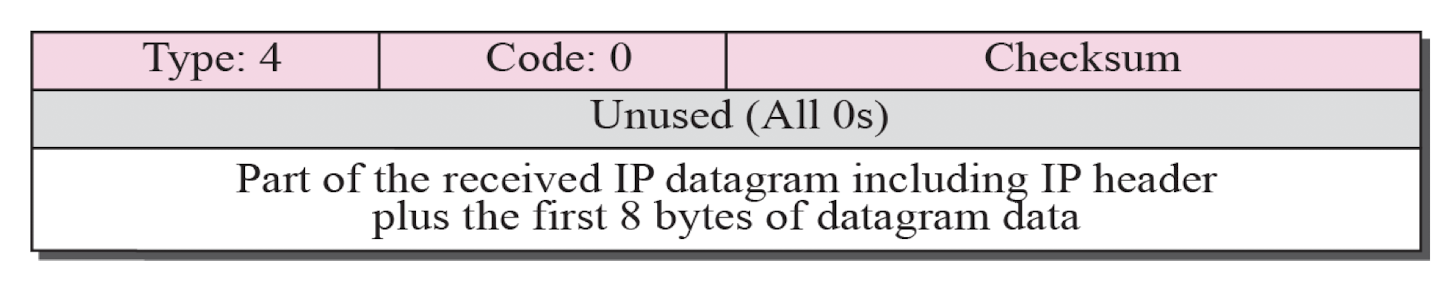 Type: 4 Code: 0 Checksum
Unused (All 0s)
Part of the received IP datagram including IP header
plus the first 8 bytes of datagram data